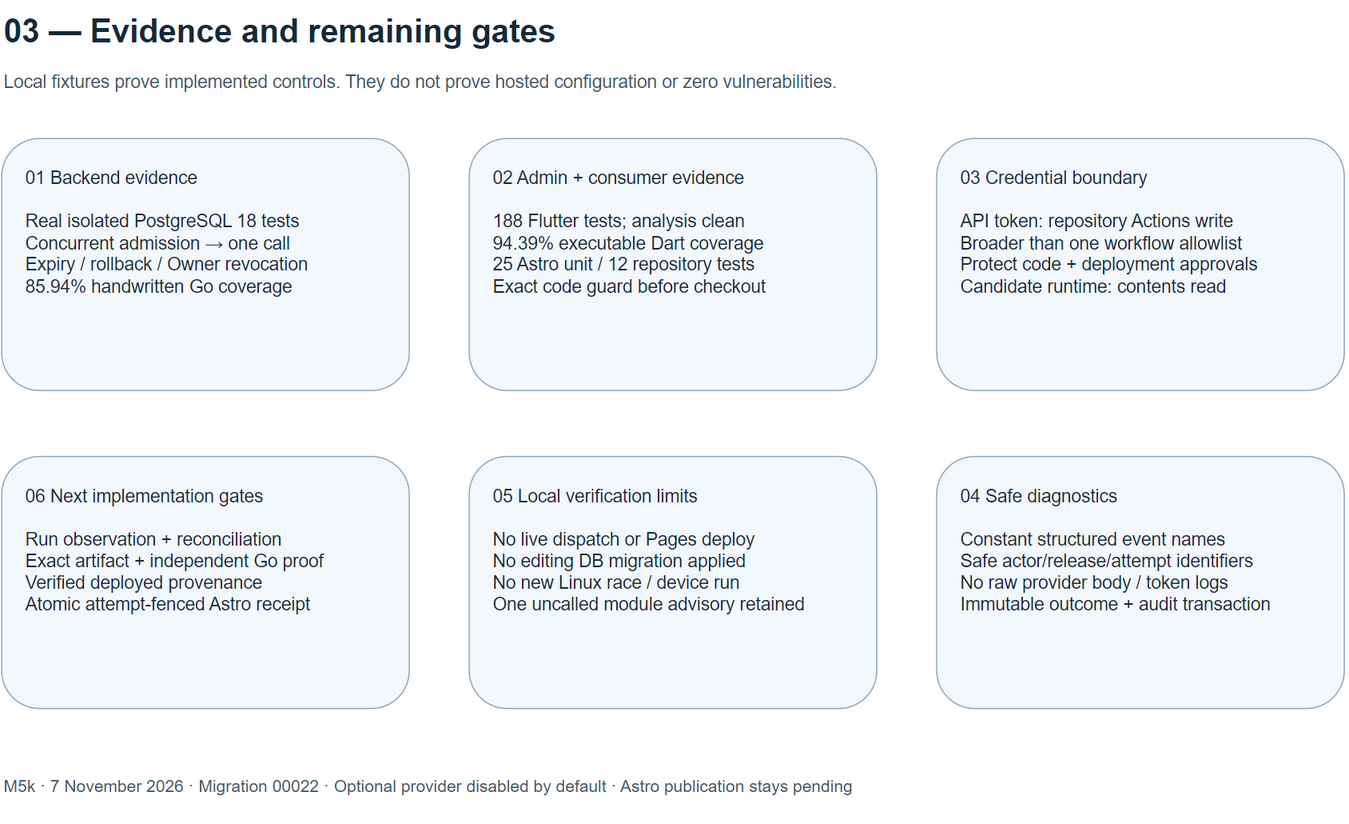 03 — Evidence and remaining gates
Local fixtures prove implemented controls. They do not prove hosted configuration or zero vulnerabilities.
01 Backend evidence
Real isolated PostgreSQL 18 tests
Concurrent admission → one call
Expiry / rollback / Owner revocation
85.94% handwritten Go coverage
02 Admin + consumer evidence
188 Flutter tests; analysis clean
94.39% executable Dart coverage
25 Astro unit / 12 repository tests
Exact code guard before checkout
03 Credential boundary
API token: repository Actions write
Broader than one workflow allowlist
Protect code + deployment approvals
Candidate runtime: contents read
06 Next implementation gates
Run observation + reconciliation
Exact artifact + independent Go proof
Verified deployed provenance
Atomic attempt-fenced Astro receipt
05 Local verification limits
No live dispatch or Pages deploy
No editing DB migration applied
No new Linux race / device run
One uncalled module advisory retained
04 Safe diagnostics
Constant structured event names
Safe actor/release/attempt identifiers
No raw provider body / token logs
Immutable outcome + audit transaction
M5k · 7 November 2026 · Migration 00022 · Optional provider disabled by default · Astro publication stays pending